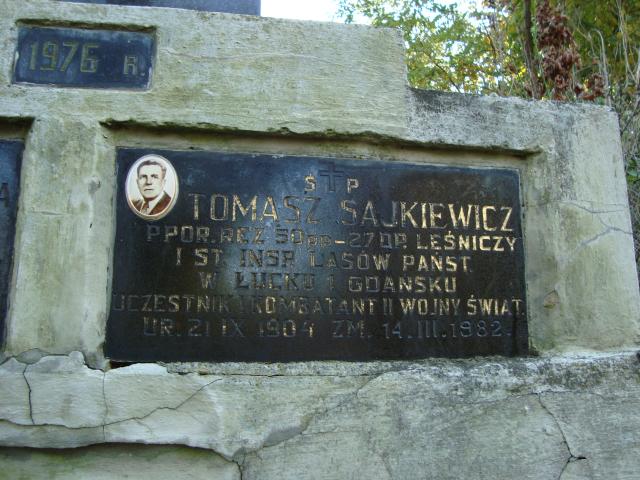 1976 R.
Ś P
TOMASZ SAJKIEWICZ
PPOR. REZ 50 PP-27 DP. LEŚNICZY
I ST. INSP. LASÓW PAŃST.
W ŁUCKU I GDAŃSKU
UCZESTNIK I KOMBATANT II WOJNY ŚWIAT.
UR. 21 IX 1904 ZM. 14. III. 1982.